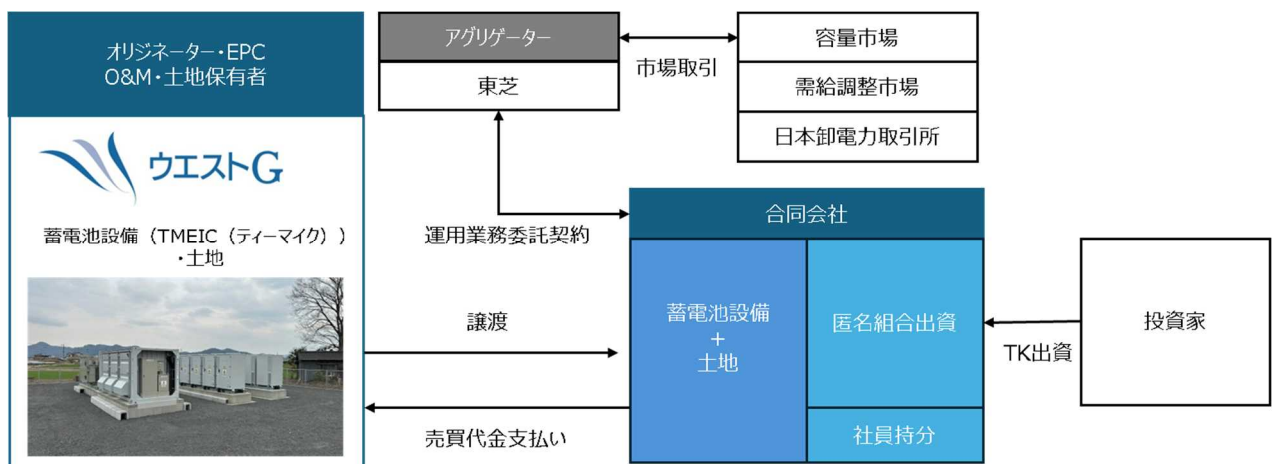 オリジネーター・EPC
O&M・土地保有者
ウエストG
蓄電池設備（TMEIC（ティーマイク））
・土地
アグリゲーター
東芝
市場取引
容量市場
需給調整市場
日本卸電力取引所
運用業務委託契約
合同会社
蓄電池設備
+
土地
匿名組合出資
社員持分
譲渡
売買代金支払い
TK出資
投資家